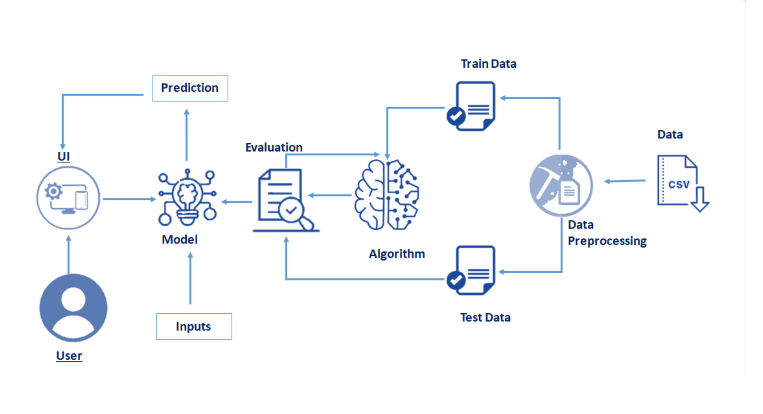 Train Data
Prediction
Data
Evaluation
UI
CSV
Model
Algorithm
Data
Preprocessing
Inputs
Test Data
User